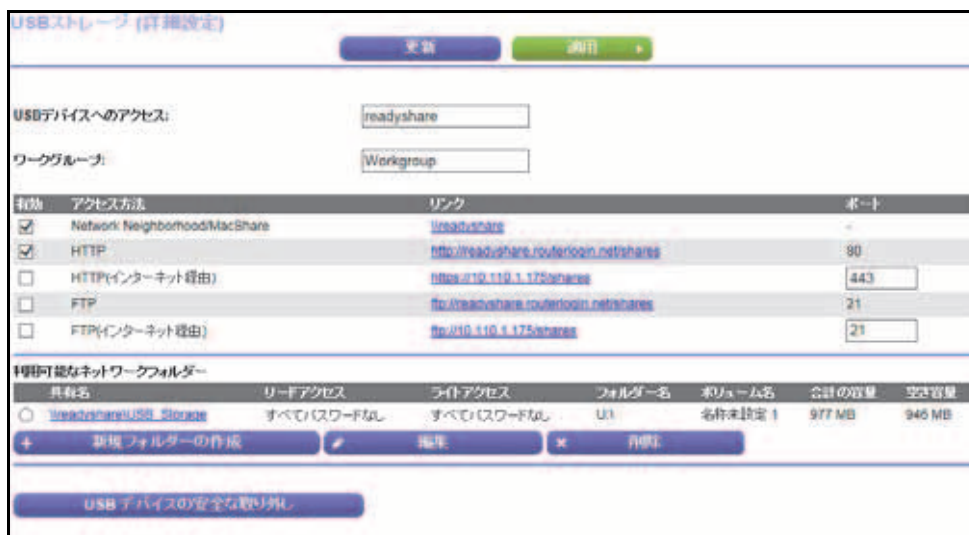 USBストレージ (詳細設定)
更新 適用
USBデバイスへのアクセス: readyshare
ワークグループ: Workgroup
有効 アクセス方法 リンク ポート
Network Neighborhood/MacShare \\readyshare -
HTTP http://readyshare.routerlogin.net/shares 80
HTTP(インターネット経由) https://10.110.1.175/shares 443
FTP ftp://readyshare.routerlogin.net/shares 21
FTP(インターネット経由) ftp://10.110.1.175/shares 21
利用可能なネットワークフォルダー
共有名 リードアクセス ライトアクセス フォルダー名 ボリューム名 合計の容量 空き容量
\\readyshare\USB_Storage すべてパスワードなし すべてパスワードなし U:\ 名称未設定 1 977 MB 946 MB
新規フォルダーの作成 編集 削除
USB デバイスの安全な取り外し